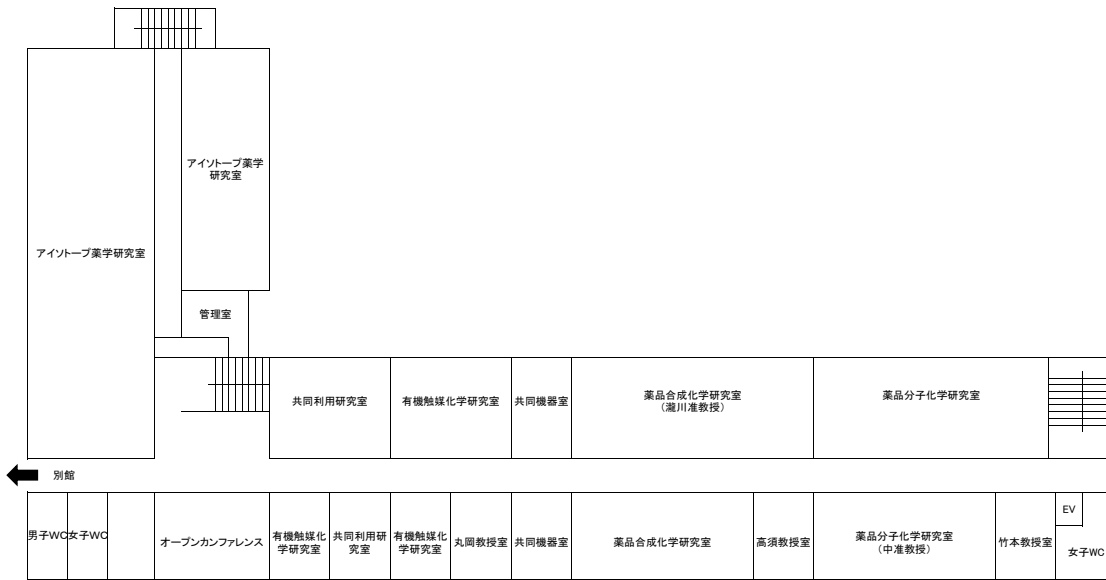 アイソトープ薬学
研究室
アイソトープ薬学研究室
管理室
共同利用研究室
有機触媒化学研究室
共同機器室
薬品合成化学研究室
(瀧川准教授)
薬品分子化学研究室
別館
男子WC
女子WC
オープンカンファレンス
有機触媒化
学研究室
共同利用研
究室
有機触媒化
学研究室
丸岡教授室
共同機器室
薬品合成化学研究室
高須教授室
薬品分子化学研究室
(中准教授)
竹本教授室
EV
女子WC